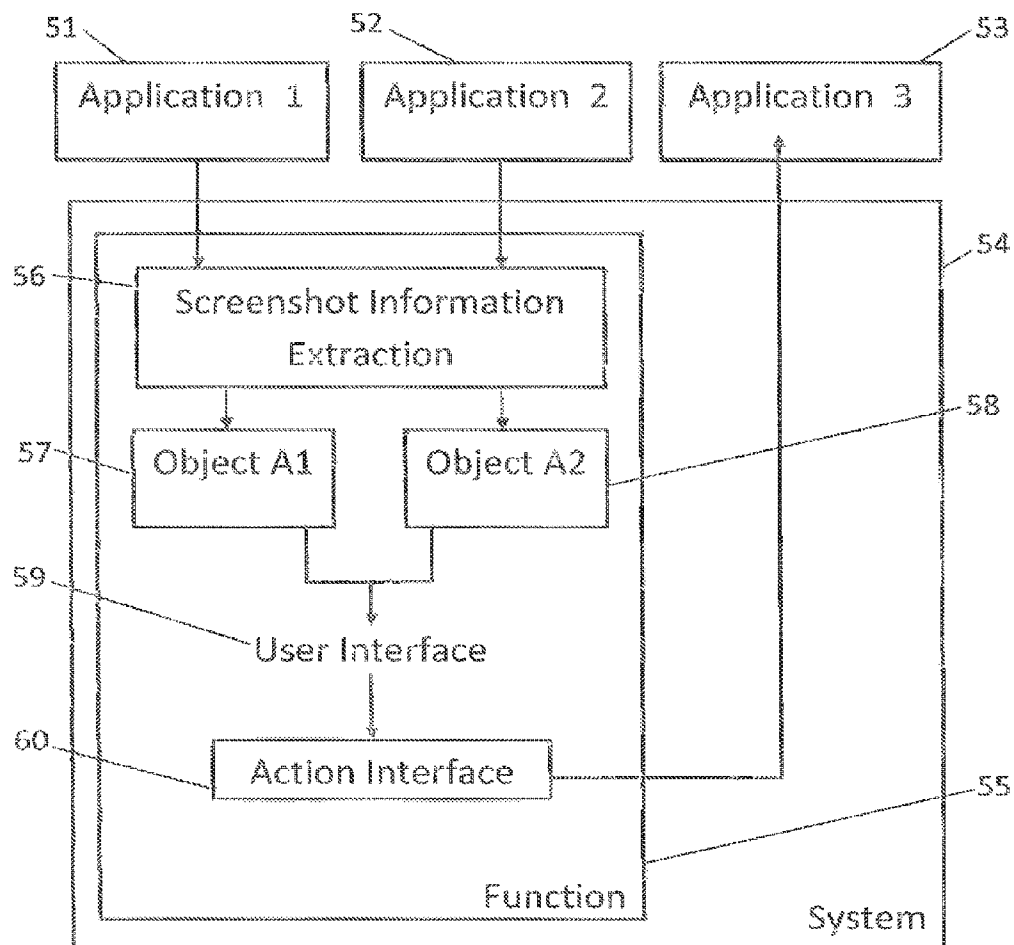 51
52
53
Application 1
Application 2
Application 3
54
56
Screenshot Information
Extraction
58
57
Object A1
Object A2
59
User Interface
60
Action Interface
55
Function
System